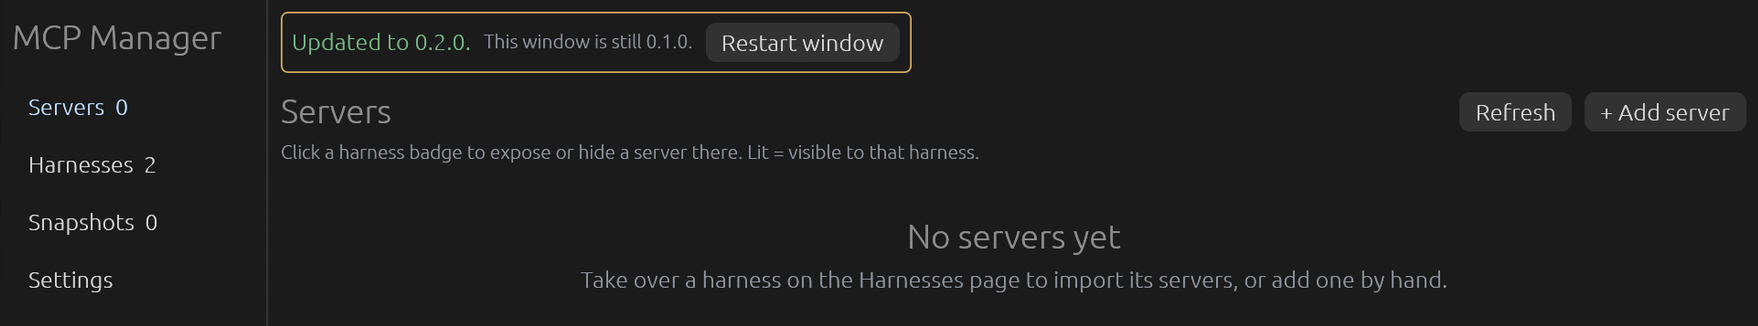 MCP Manager
Servers 0
Harnesses 2
Snapshots 0
Settings
Updated to 0.2.0. This window is still 0.1.0. Restart window
Servers
Refresh
+ Add server
Click a harness badge to expose or hide a server there. Lit = visible to that harness.
No servers yet
Take over a harness on the Harnesses page to import its servers, or add one by hand.